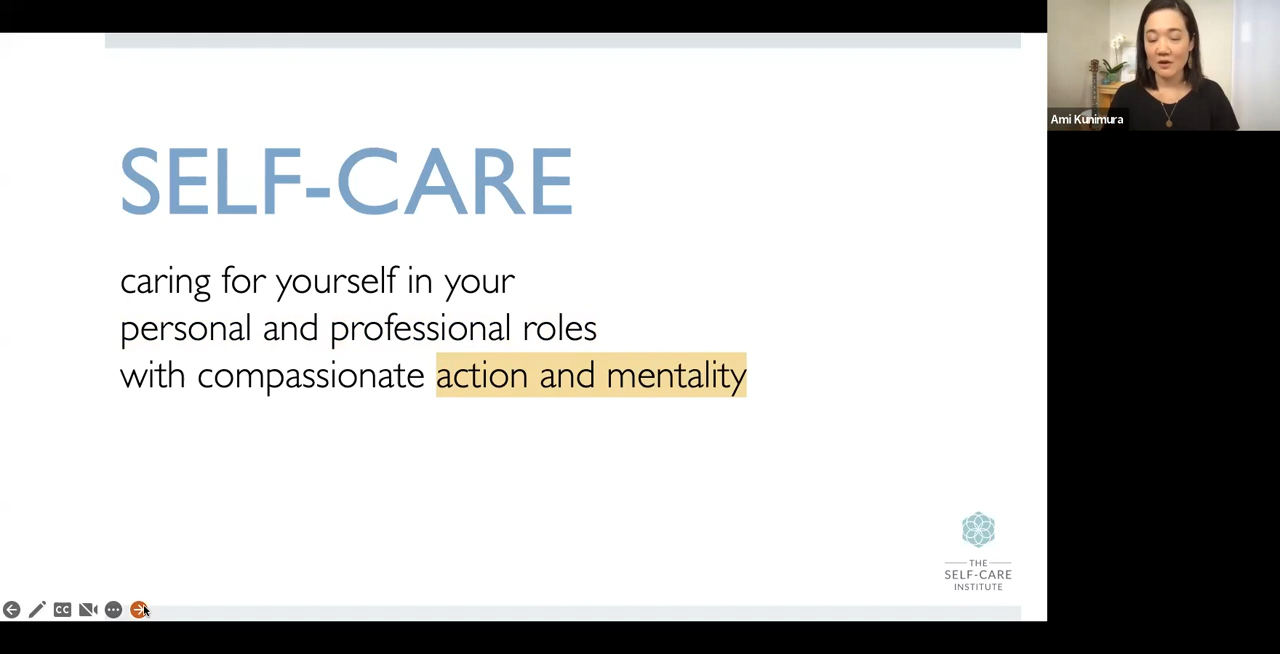 SELF-CARE
caring for yourself in your
personal and professional roles
with compassionate action and mentality
THE
SELF-CARE
INSTITUTE
CC
Ami Kunimura